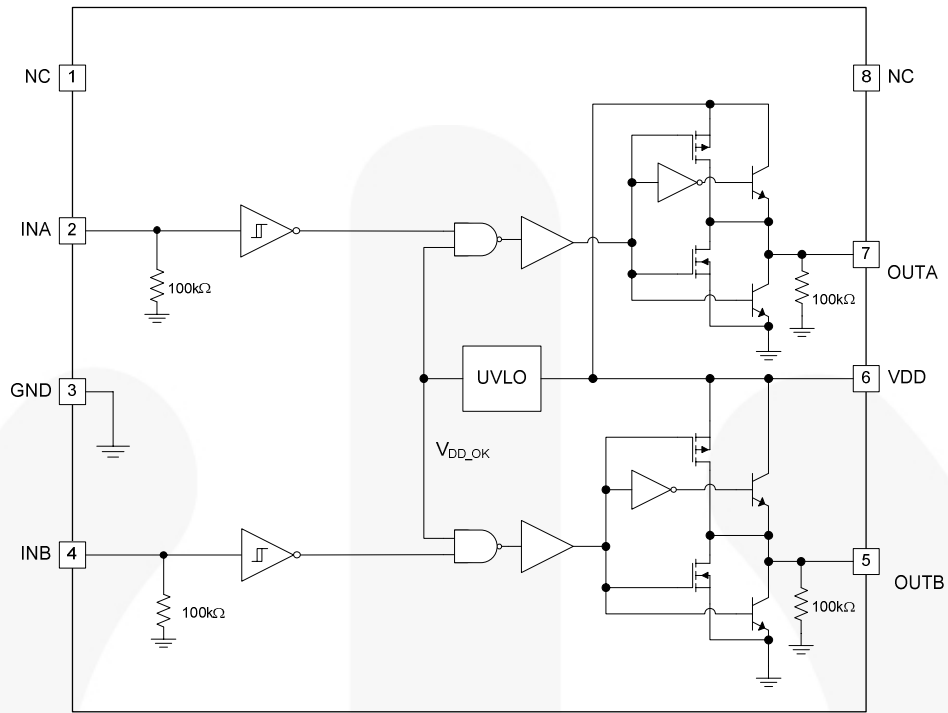 NC 1
8 NC
INA 2
100kΩ
7 OUTA
100kΩ
GND 3
UVLO
6 VDD
VDD_OK
INB 4
100kΩ
5 OUTB
100kΩ